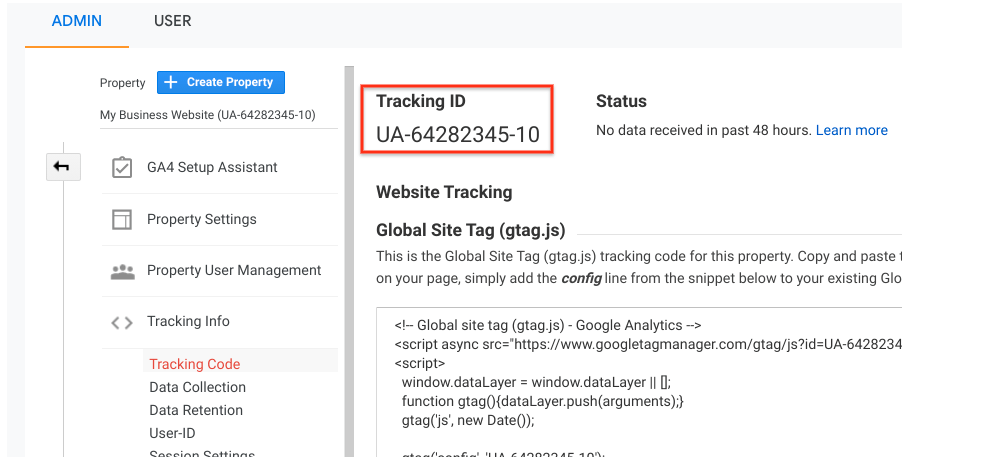 ADMIN USER
Property + Create Property
My Business Website (UA-64282345-10)
GA4 Setup Assistant
Property Settings
Property User Management
Tracking Info
Tracking Code
Data Collection
Data Retention
User-ID
Session Settings
Tracking ID
UA-64282345-10
Status
No data received in past 48 hours. Learn more
Website Tracking
Global Site Tag (gtag.js)
This is the Global Site Tag (gtag.js) tracking code for this property. Copy and paste
on your page, simply add the config line from the snippet below to your existing Glo
<!-- Global site tag (gtag.js) - Google Analytics -->
<script async src="https://www.googletagmanager.com/gtag/js?id=UA-6428234
<script>
window.dataLayer = window.dataLayer || [];
function gtag(){dataLayer.push(arguments);}
gtag('js', new Date());
gtag('config', 'UA-64282345-10');